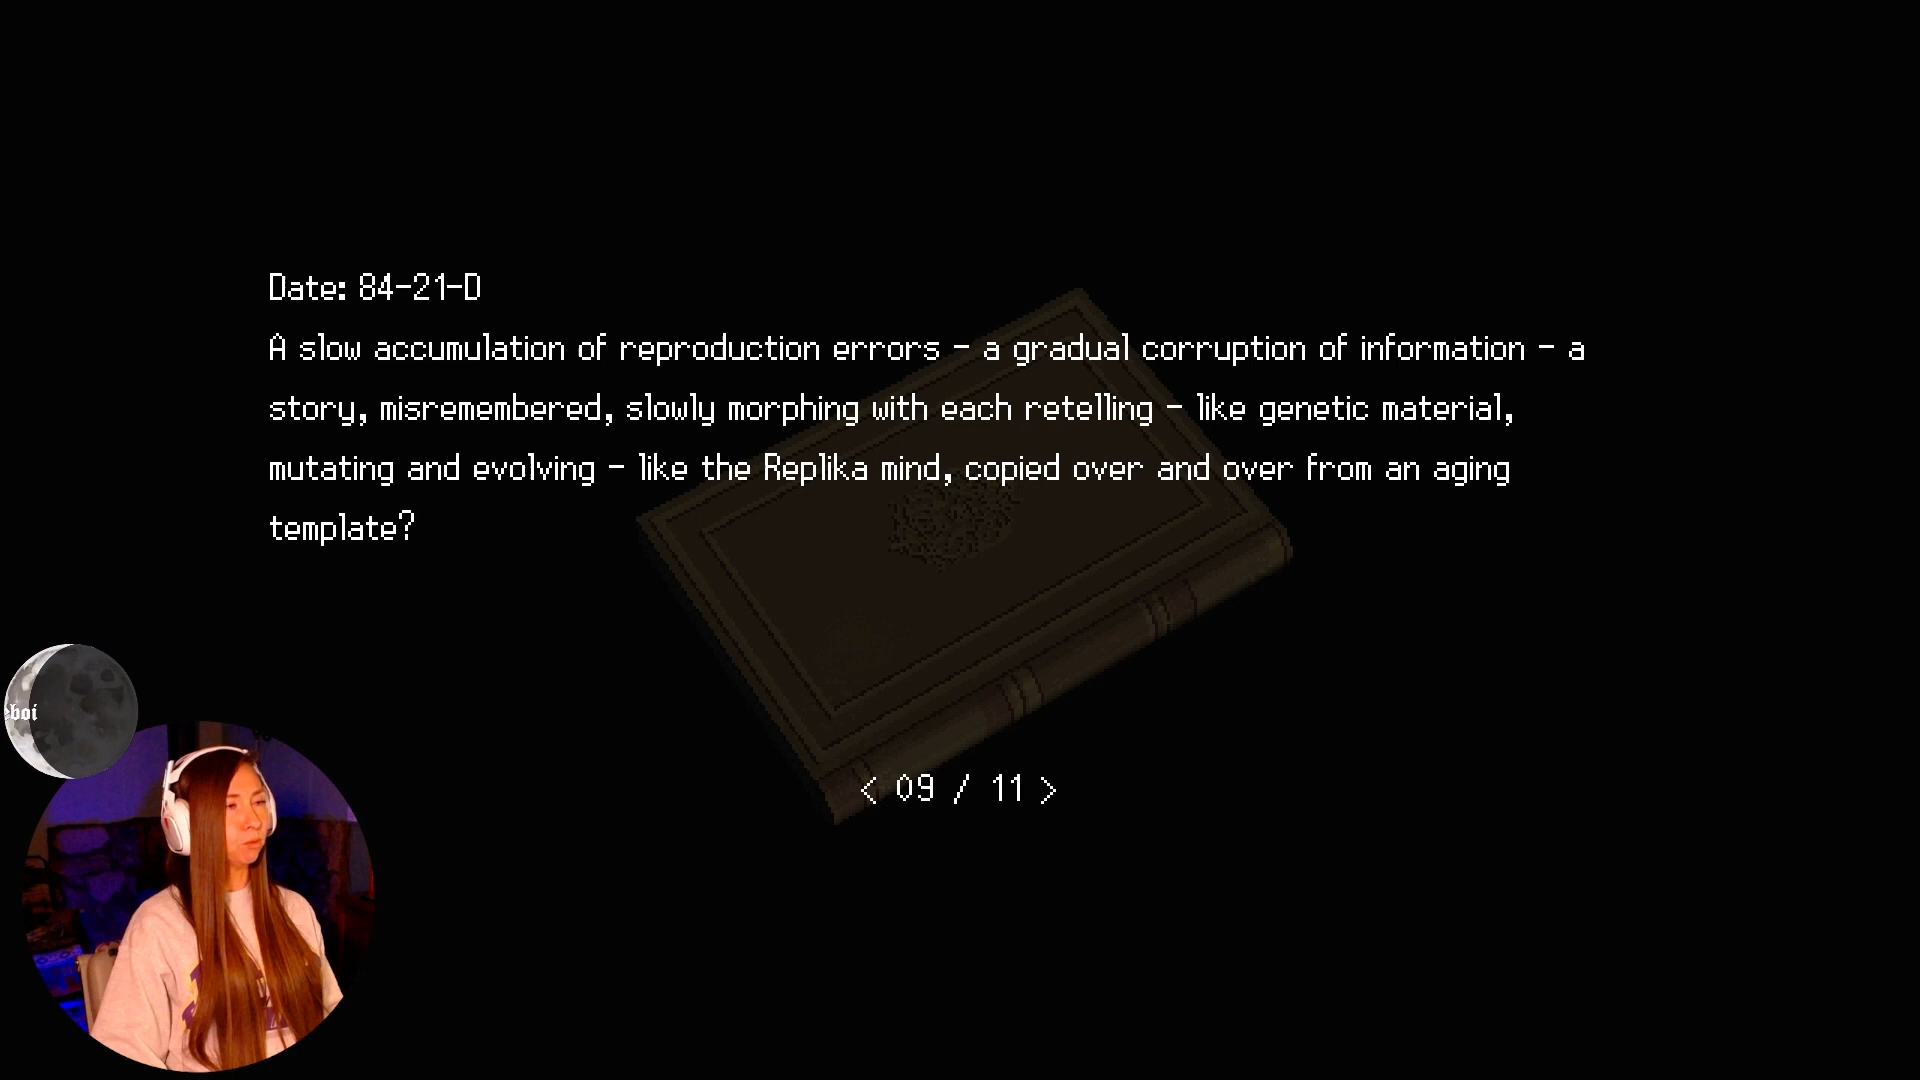 Date: 84-21-D
A slow accumulation of reproduction errors - a gradual corruption of information - a
story, misremembered, slowly morphing with each retelling - like genetic material,
mutating and evolving - like the Replika mind, copied over and over from an aging
template?
boi
< 09 / 11 >